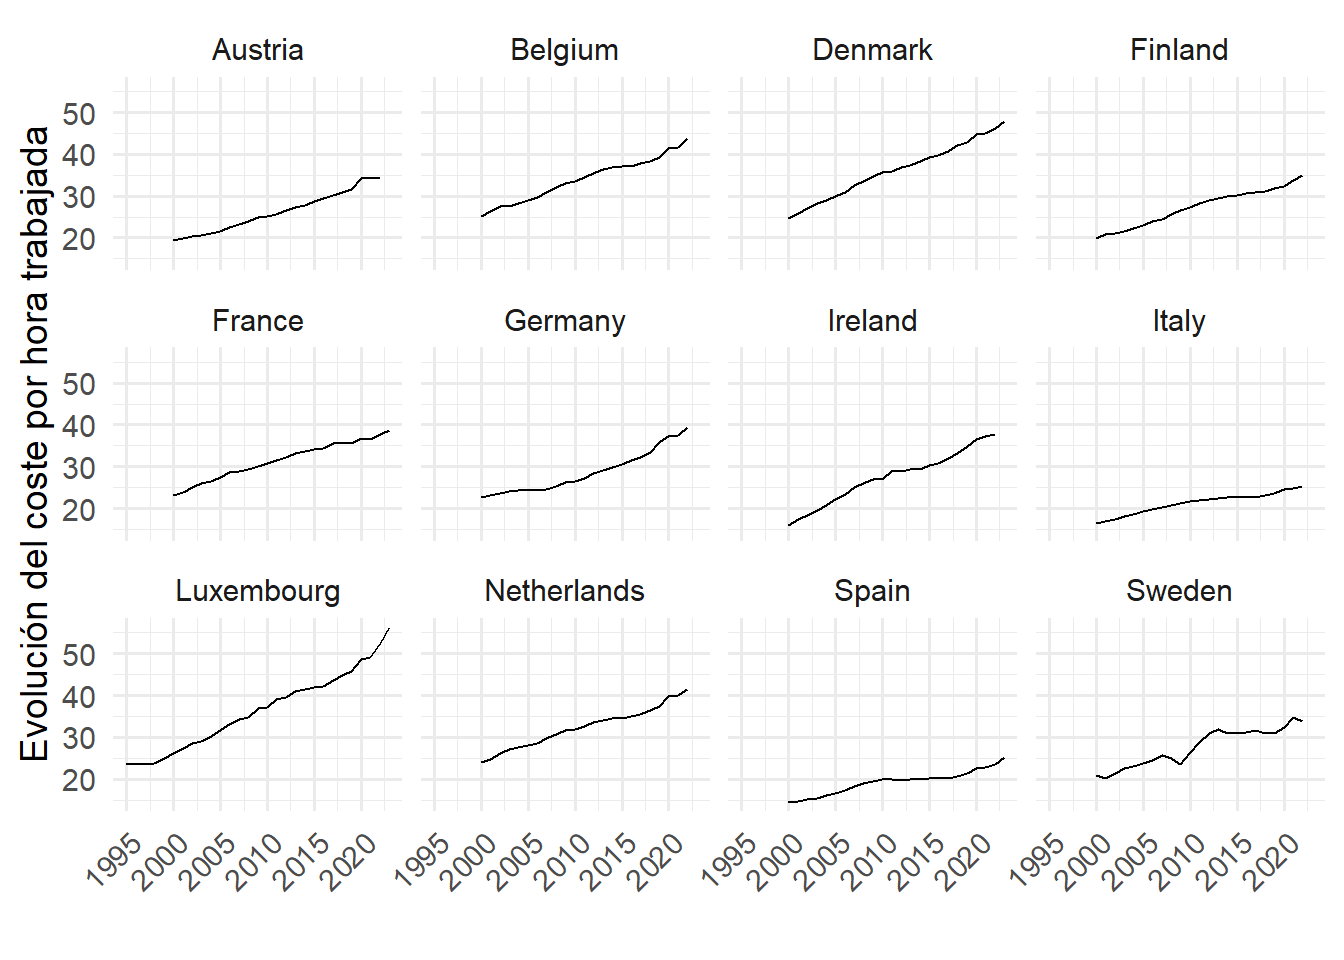 Evolución del coste por hora trabajada
Austria Belgium Denmark Finland
50
40
30
20
France Germany Ireland Italy
50
40
30
20
Luxembourg Netherlands Spain Sweden
50
40
30
20
1995 2000 2005 2010 2015 2020 1995 2000 2005 2010 2015 2020 1995 2000 2005 2010 2015 2020 1995 2000 2005 2010 2015 2020